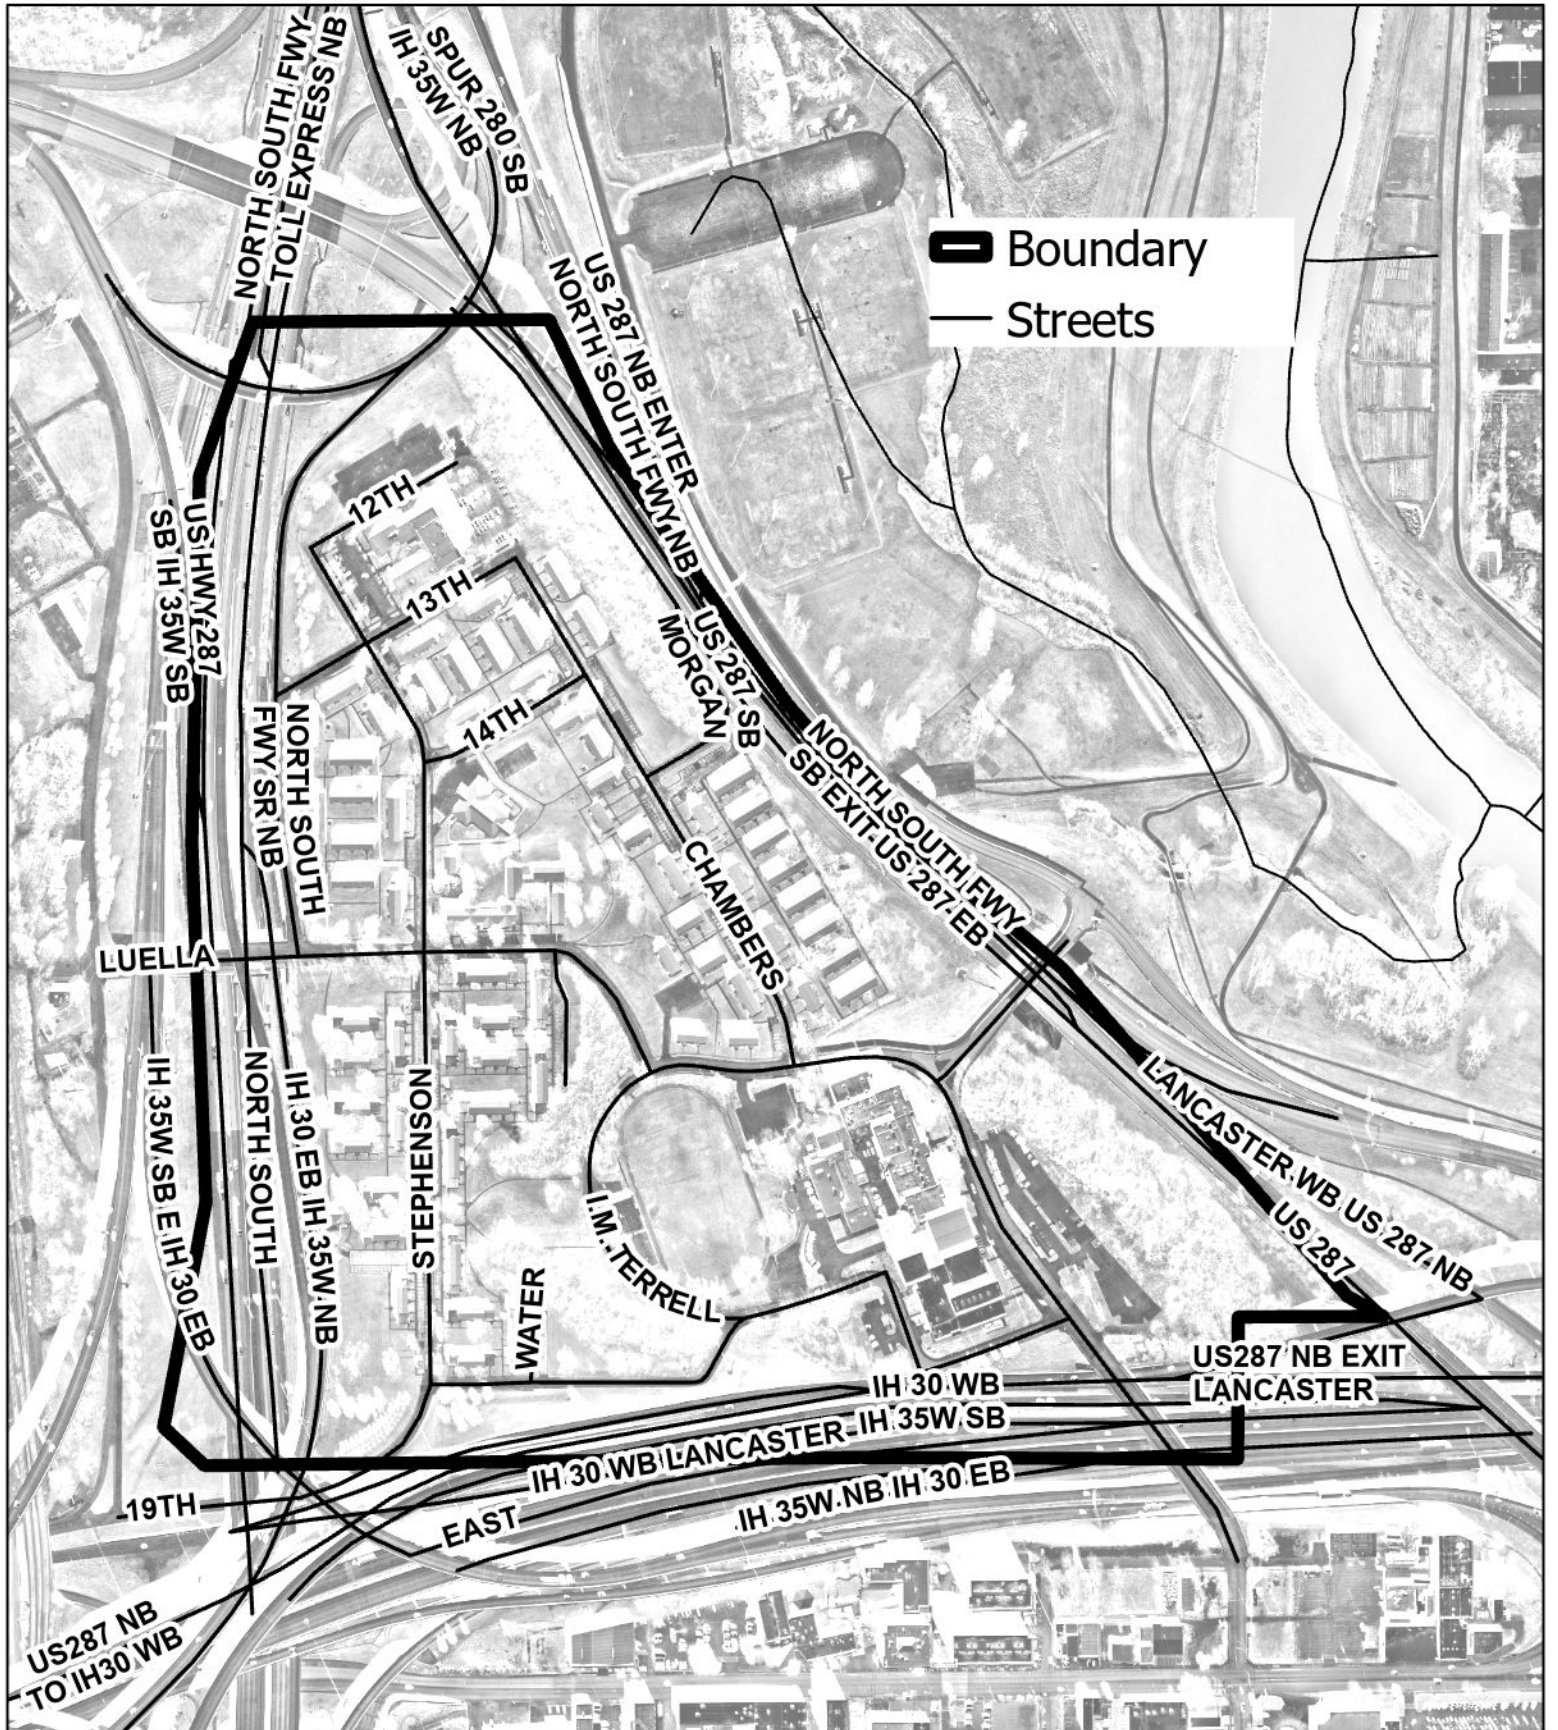 NORTH SOUTH FWY
TOLL EXPRESS NB
SPUR 280 SB
IH 35W NB
Boundary
Streets
US 287 NB ENTER
NORTH SOUTH FWY NB
12TH
13TH
US HWY 287
SB IH 35W SB
US 287 SB
MORGAN
14TH
NORTH SOUTH
FWY SR NB
NORTH SOUTH FWY
SB EXIT US 287 EB
CHAMBERS
LUELLA
IH 35W SB E IH 30 EB
NORTH SOUTH
IH 30 EB IH 35W NB
STEPHENSON
LANCASTER WB US 287 NB
US 287
I.M. TERRELL
WATER
US287 NB EXIT
LANCASTER
IH 30 WB
IH 30 WB LANCASTER IH 35W SB
IH 35W NB IH 30 EB
19TH
EAST
US287 NB
TO IH30 WB